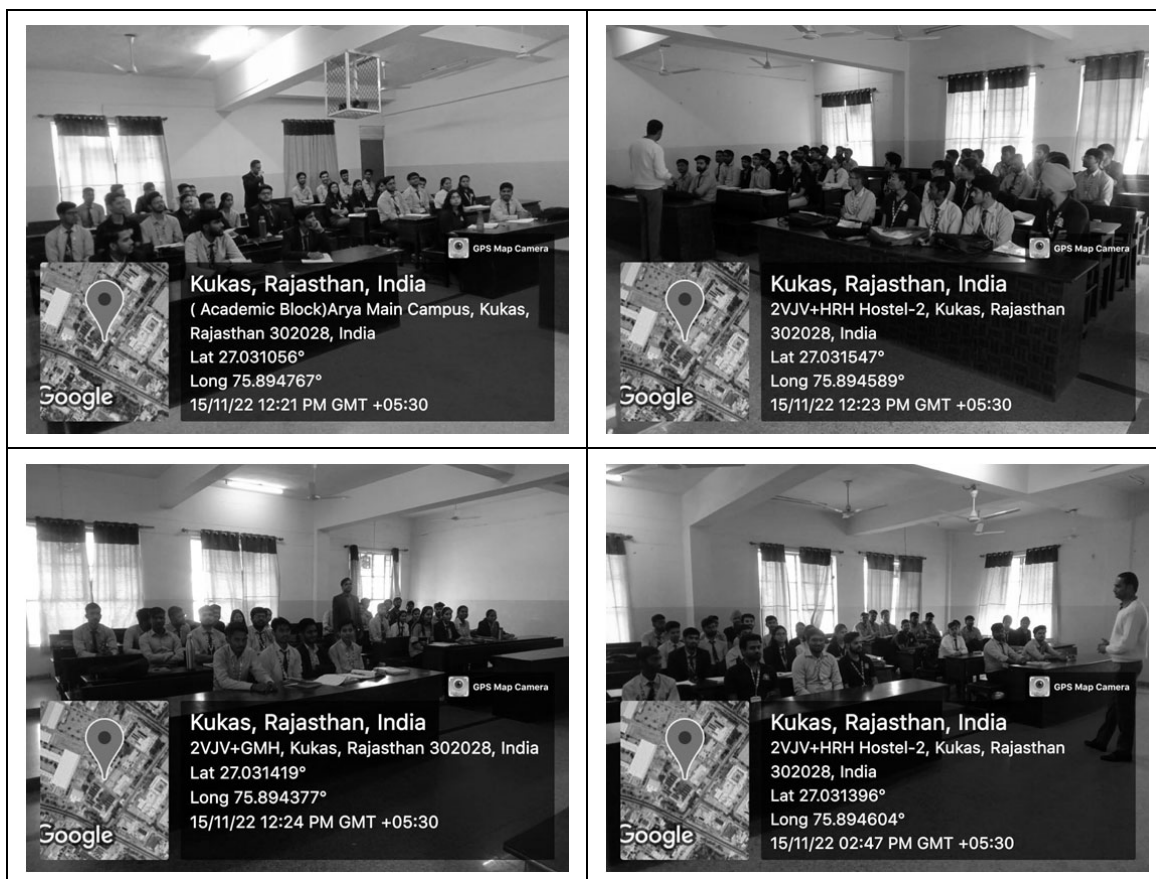 GPS Map Camera
Kukas, Rajasthan, India
( Academic Block)Arya Main Campus, Kukas,
Rajasthan 302028, India
Lat 27.031056°
Long 75.894767°
15/11/22 12:21 PM GMT +05:30
Google
GPS Map Camera
Kukas, Rajasthan, India
2VJV+HRH Hostel-2, Kukas, Rajasthan
302028, India
Lat 27.031547°
Long 75.894589°
15/11/22 12:23 PM GMT +05:30
Google
GPS Map Camera
Kukas, Rajasthan, India
2VJV+GMH, Kukas, Rajasthan 302028, India
Lat 27.031419°
Long 75.894377°
15/11/22 12:24 PM GMT +05:30
Google
GPS Map Camera
Kukas, Rajasthan, India
2VJV+HRH Hostel-2, Kukas, Rajasthan
302028, India
Lat 27.031396°
Long 75.894604°
15/11/22 02:47 PM GMT +05:30
Google